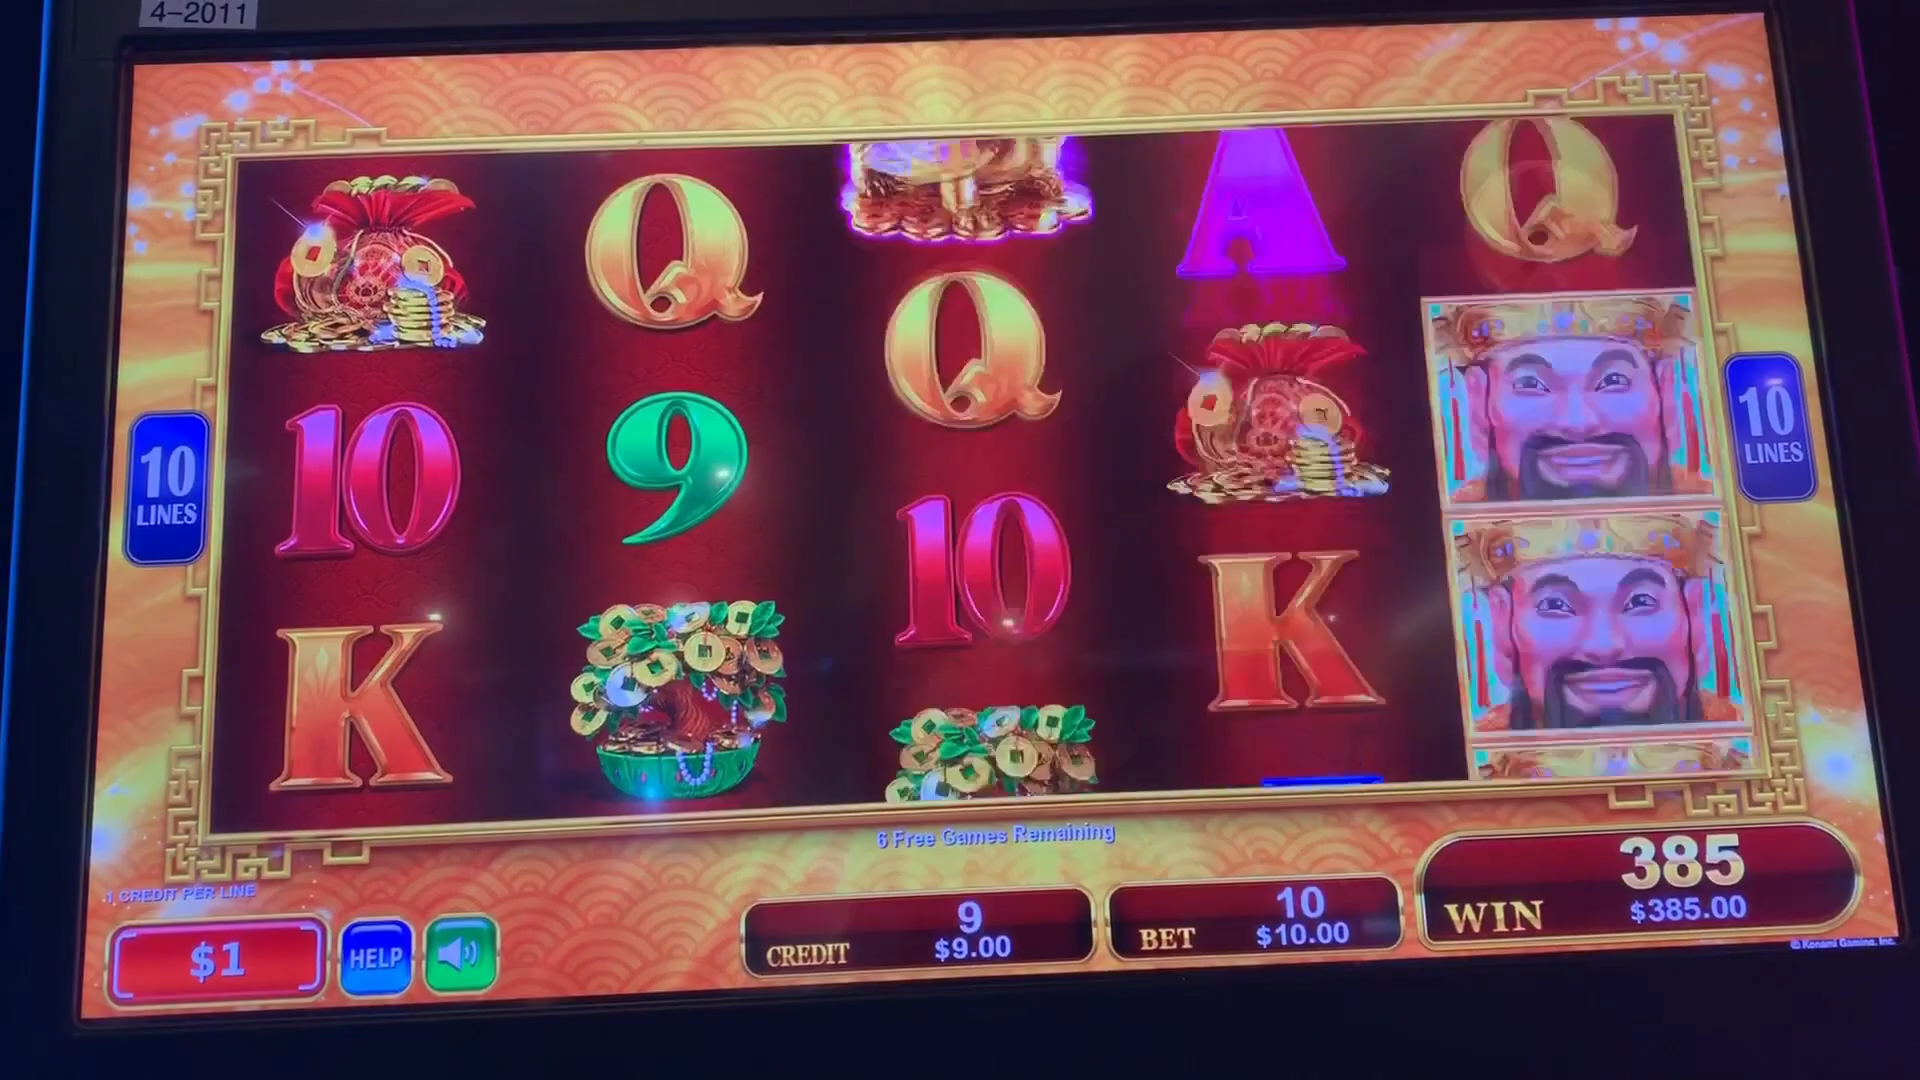 4-2011
Q A Q
10 9 Q
10
K K
10 LINES
10 LINES
6 Free Games Remaining
1 CREDIT PER LINE
$1
HELP
CREDIT 9
$9.00
BET 10
$10.00
WIN 385
$385.00
© Konami Gaming, Inc.